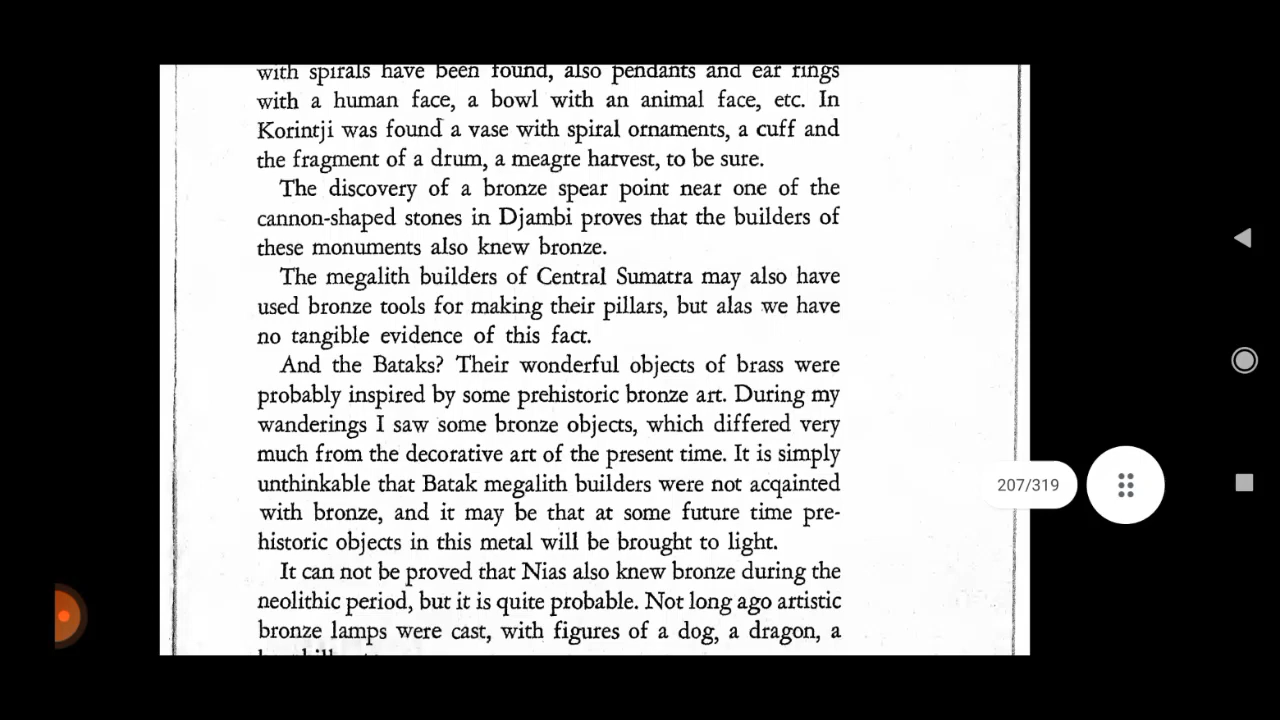 with spirals have been found, also pendants and ear rings
with a human face, a bowl with an animal face, etc. In
Korintji was found a vase with spiral ornaments, a cuff and
the fragment of a drum, a meagre harvest, to be sure.
The discovery of a bronze spear point near one of the
cannon-shaped stones in Djambi proves that the builders of
these monuments also knew bronze.
The megalith builders of Central Sumatra may also have
used bronze tools for making their pillars, but alas we have
no tangible evidence of this fact.
And the Bataks? Their wonderful objects of brass were
probably inspired by some prehistoric bronze art. During my
wanderings I saw some bronze objects, which differed very
much from the decorative art of the present time. It is simply
unthinkable that Batak megalith builders were not acqainted
with bronze, and it may be that at some future time pre-
historic objects in this metal will be brought to light.
It can not be proved that Nias also knew bronze during the
neolithic period, but it is quite probable. Not long ago artistic
bronze lamps were cast, with figures of a dog, a dragon, a
207/319